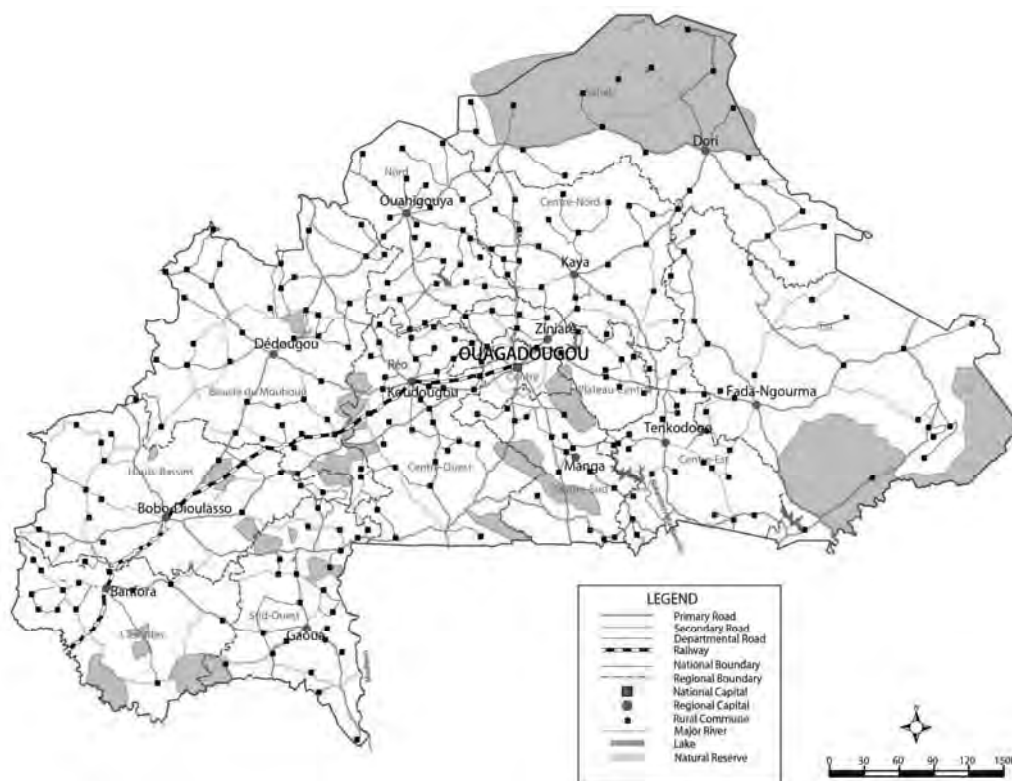 Sahel
Dori
Nord
Ouahigouya
Centre-Nord
Kaya
Ziniaré
Est
Dédougou
OUAGADOUGOU
Réo
Centre
Koudougou
Plateau-Central
Fada-Ngourma
Boucle du Mouhoud
Tenkodogo
Hauts-Bassins
Centre-Ouest
Manga
Centre-Est
Centre-Sud
Bobo-Dioulasso
Banfora
Sud-Ouest
Gaoua
Mouhoun
LEGEND
Primary Road
Secondary Road
Departmental Road
Railway
National Boundary
Regional Boundary
National Capital
Regional Capital
Rural Commune
Major River
Lake
Natural Reserve
N
0 30 60 90 120 150